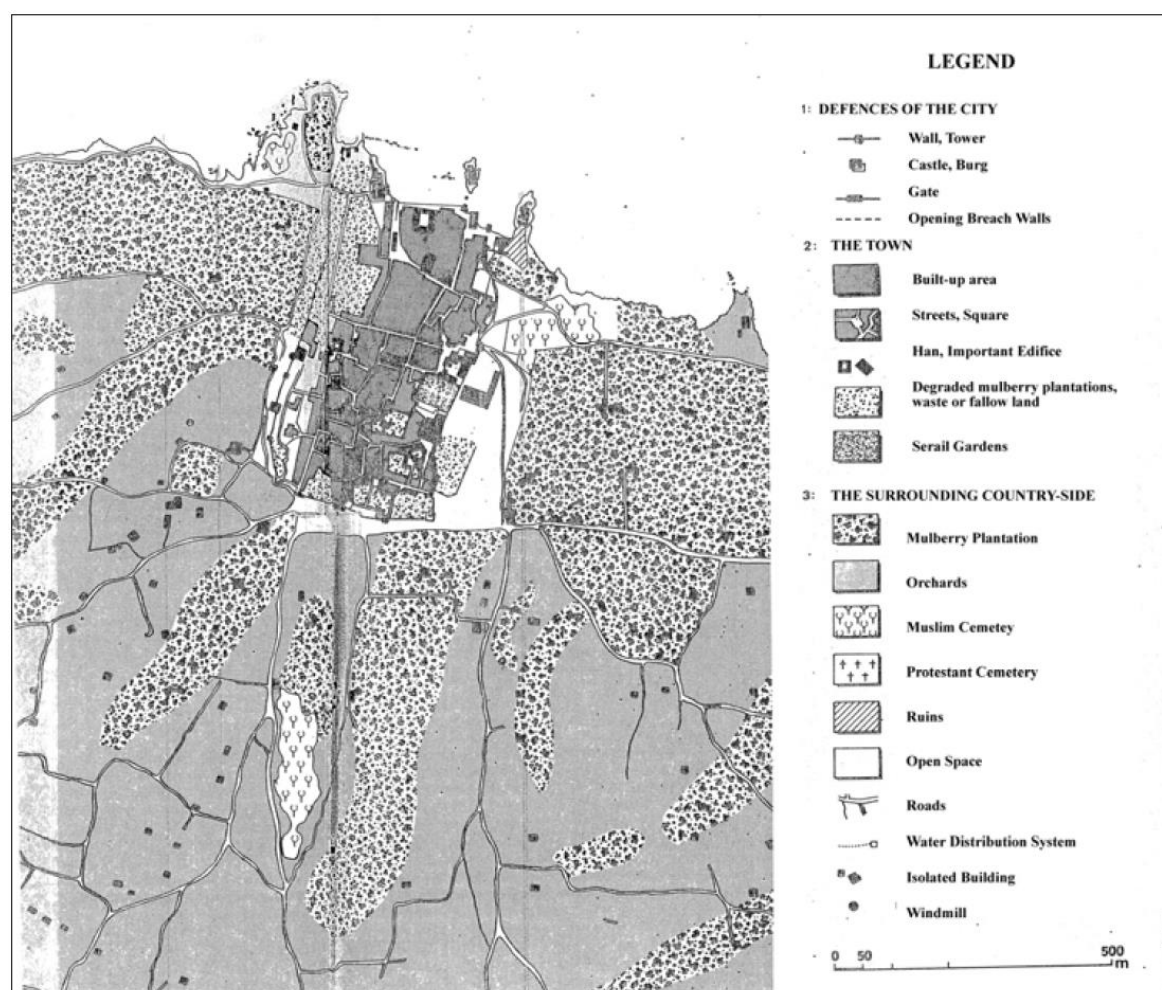 LEGEND
1: DEFENCES OF THE CITY
Wall, Tower
Castle, Burg
Gate
Opening Breach Walls
2: THE TOWN
Built-up area
Streets, Square
Han, Important Edifice
Degraded mulberry plantations,
waste or fallow land
Serail Gardens
3: THE SURROUNDING COUNTRY-SIDE
Mulberry Plantation
Orchards
Muslim Cemetey
Protestant Cemetery
Ruins
Open Space
Roads
Water Distribution System
Isolated Building
Windmill
0 50 500
m